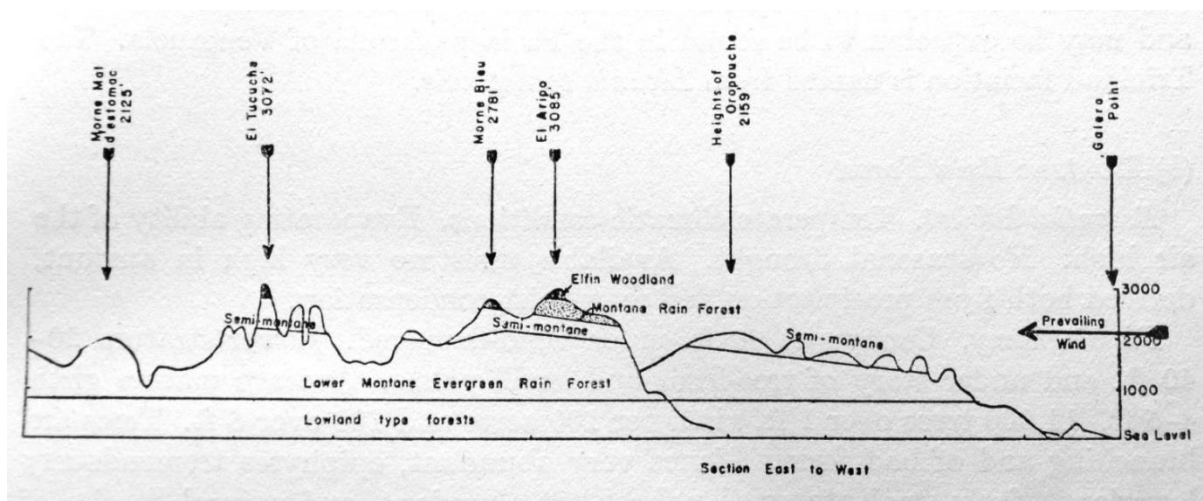 Morne Mal
d'estomac
2125'
El Tucuche
3072'
Morne Bleu
2781'
El Aripo
3085'
Heights of
Oropouche
2159'
Galera
Point
Elfin Woodland
Montane Rain Forest
Semi-montane
Semi-montane
Semi-montane
Prevailing
Wind
3000
2000
1000
Sea Level
Lower Montane Evergreen Rain Forest
Lowland type forests
Section East to West